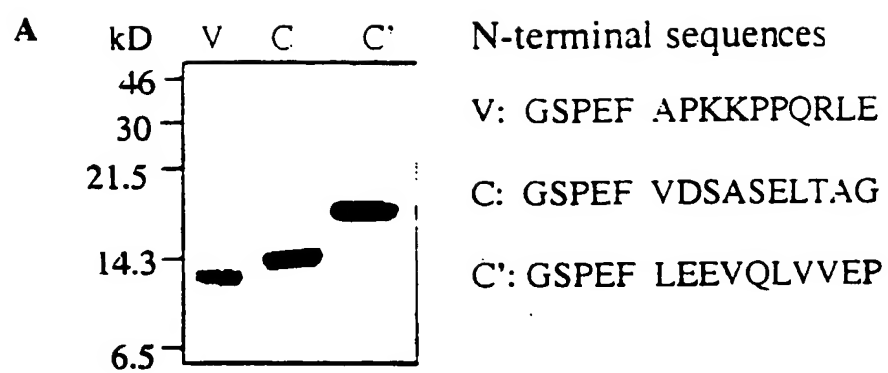 A kD V C C' N-terminal sequences
46
V: GSPEF APKKPPQRLE
30
21.5
C: GSPEF VDSASELTAG
14.3
C': GSPEF LEEVQLVVEP
6.5